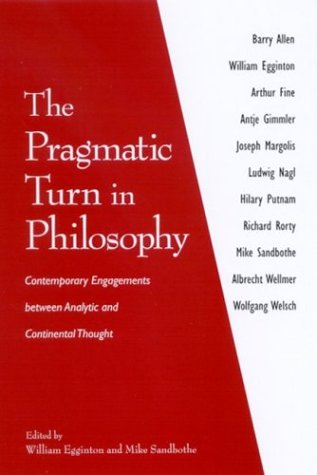 The
Pragmatic
Turn in
Philosophy
Contemporary Engagements
between Analytic and
Continental Thought
Edited by
William Egginton and Mike Sandbothe
Barry Allen
William Egginton
Arthur Fine
Antje Gimmler
Joseph Margolis
Ludwig Nagl
Hilary Putnam
Richard Rorty
Mike Sandbothe
Albrecht Wellmer
Wolfgang Welsch